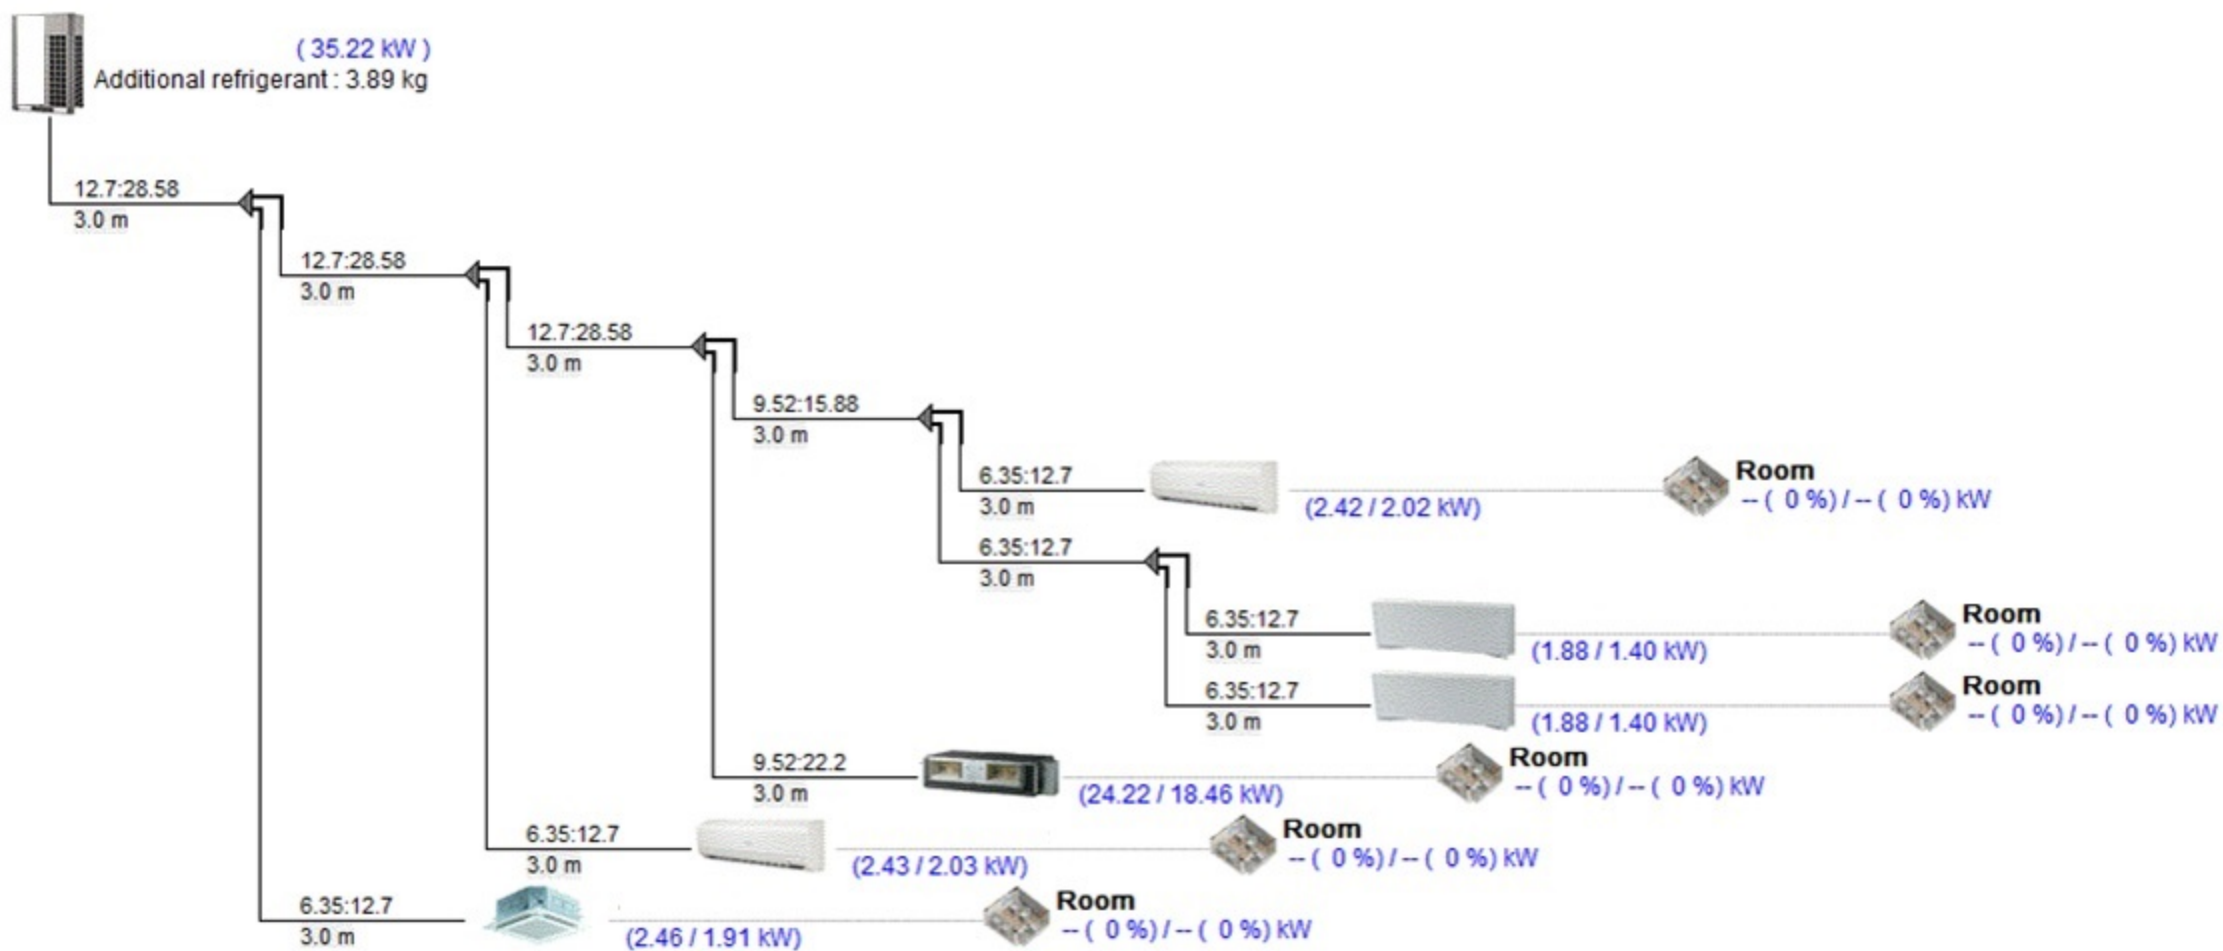 ( 35.22 kW )
Additional refrigerant : 3.89 kg
12.7:28.58
3.0 m
12.7:28.58
3.0 m
12.7:28.58
3.0 m
9.52:15.88
3.0 m
6.35:12.7
3.0 m
(2.42 / 2.02 kW)
Room
-- ( 0 %) / -- ( 0 %) kW
6.35:12.7
3.0 m
6.35:12.7
3.0 m
(1.88 / 1.40 kW)
Room
-- ( 0 %) / -- ( 0 %) kW
6.35:12.7
3.0 m
(1.88 / 1.40 kW)
Room
-- ( 0 %) / -- ( 0 %) kW
9.52:22.2
3.0 m
(24.22 / 18.46 kW)
Room
-- ( 0 %) / -- ( 0 %) kW
6.35:12.7
3.0 m
(2.43 / 2.03 kW)
Room
-- ( 0 %) / -- ( 0 %) kW
6.35:12.7
3.0 m
(2.46 / 1.91 kW)
Room
-- ( 0 %) / -- ( 0 %) kW